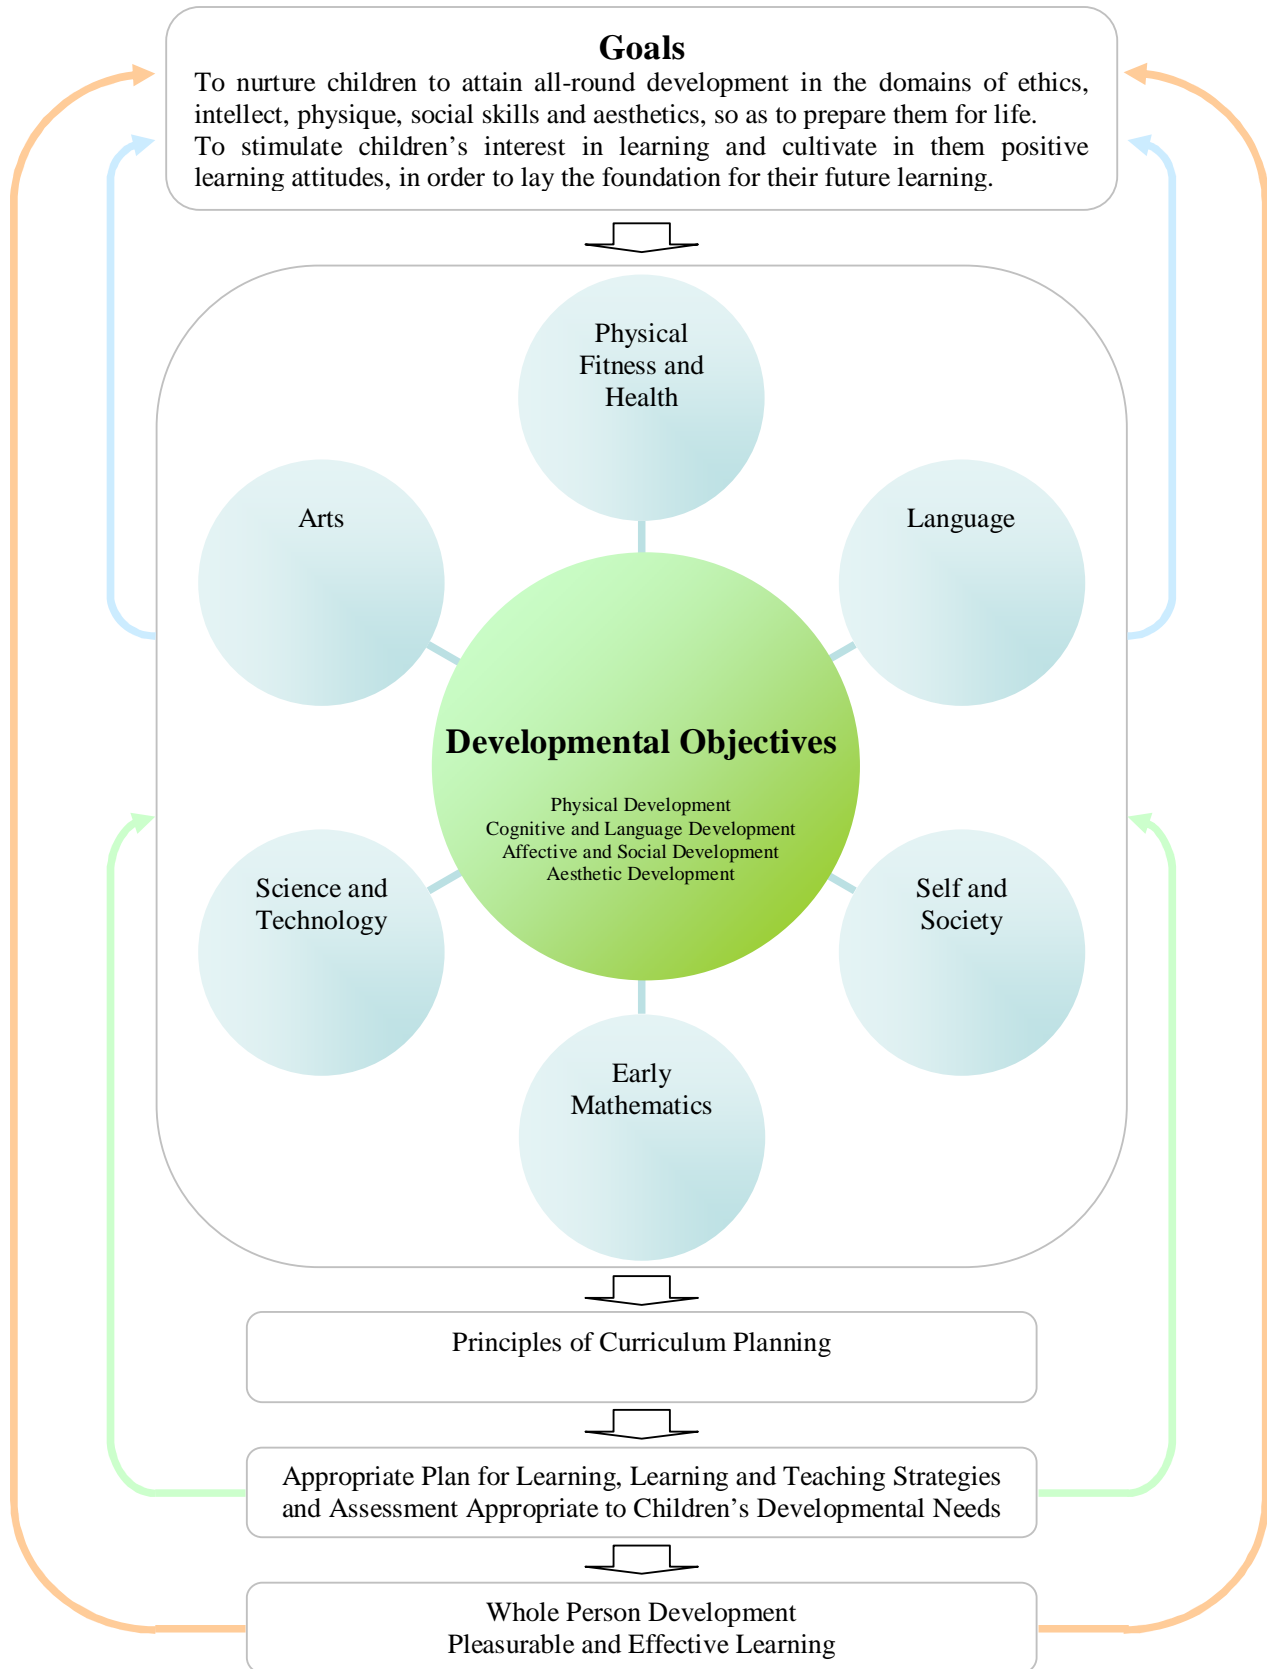 Goals
To nurture children to attain all-round development in the domains of ethics,
intellect, physique, social skills and aesthetics, so as to prepare them for life.
To stimulate children’s interest in learning and cultivate in them positive
learning attitudes, in order to lay the foundation for their future learning.
Physical
Fitness and
Health
Arts
Language
Developmental Objectives
Physical Development
Cognitive and Language Development
Affective and Social Development
Aesthetic Development
Science and
Technology
Self and
Society
Early
Mathematics
Principles of Curriculum Planning
Appropriate Plan for Learning, Learning and Teaching Strategies
and Assessment Appropriate to Children’s Developmental Needs
Whole Person Development
Pleasurable and Effective Learning